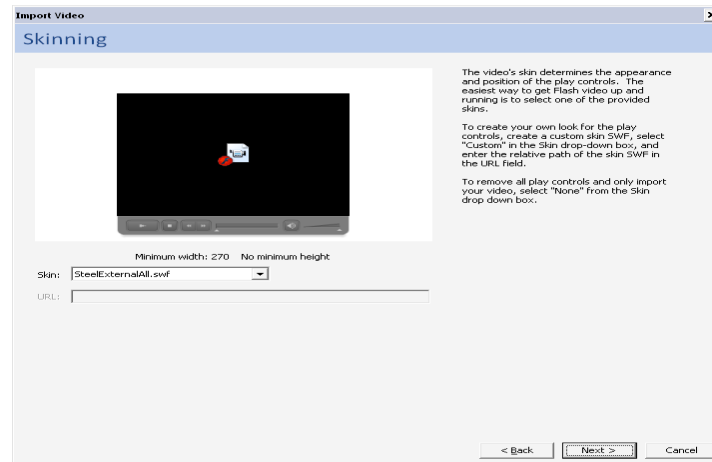 Import Video
Skinning
The video's skin determines the appearance
and position of the play controls. The
easiest way to get Flash video up and
running is to select one of the provided
skins.
To create your own look for the play
controls, create a custom skin SWF, select
"Custom" in the Skin drop-down box, and
enter the relative path of the skin SWF in
the URL field.
To remove all play controls and only import
your video, select "None" from the Skin
drop down box.
Minimum width: 270 No minimum height
Skin: SteelExternalAll.swf
URL:
< Back Next > Cancel